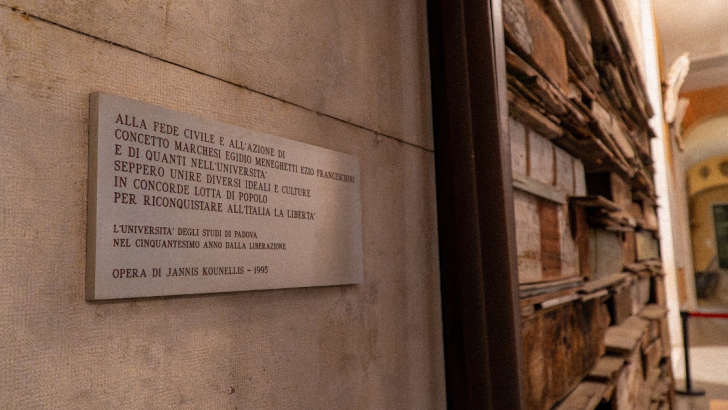 ALLA FEDE CIVILE E ALL'AZIONE DI
CONCETTO MARCHESI EGIDIO MENEGHETTI EZIO FRANCESCHINI
E DI QUANTI NELL'UNIVERSITA'
SEPPERO UNIRE DIVERSI IDEALI E CULTURE
IN CONCORDE LOTTA DI POPOLO
PER RICONQUISTARE ALL'ITALIA LA LIBERTA'
L'UNIVERSITA' DEGLI STUDI DI PADOVA
NEL CINQUANTESIMO ANNO DALLA LIBERAZIONE
OPERA DI JANNIS KOUNELLIS - 1995